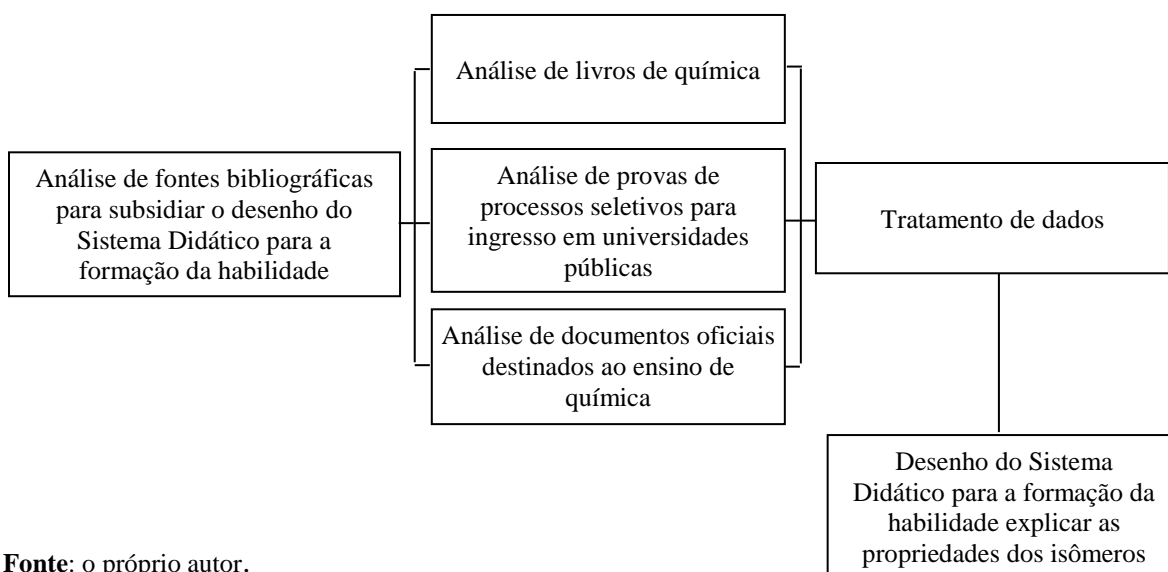 Análise de fontes bibliográficas
para subsidiar o desenho do
Sistema Didático para a
formação da habilidade
Análise de livros de química
Análise de provas de
processos seletivos para
ingresso em universidades
públicas
Análise de documentos oficiais
destinados ao ensino de
química
Tratamento de dados
Desenho do Sistema
Didático para a formação da
habilidade explicar as
propriedades dos isômeros
Fonte: o próprio autor.